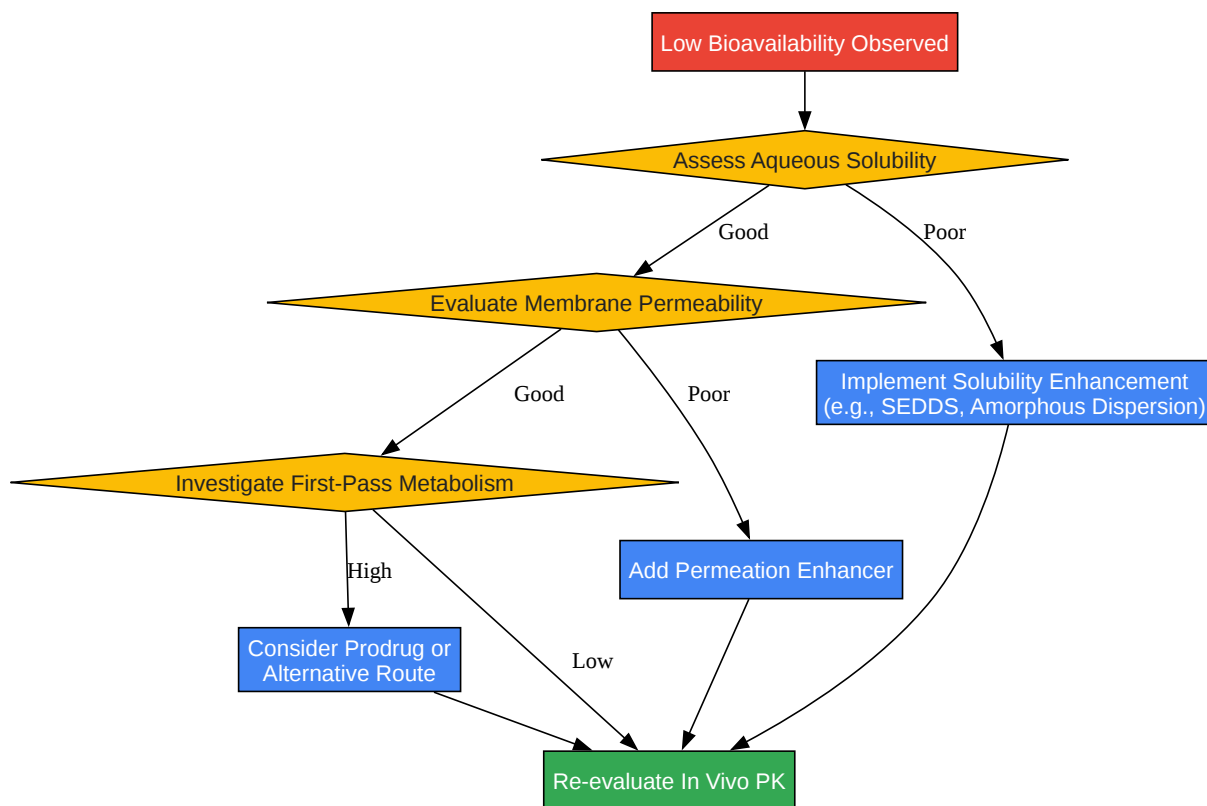 Low Bioavailability Observed
Assess Aqueous Solubility
Good
Poor
Evaluate Membrane Permeability
Implement Solubility Enhancement
(e.g., SEDDS, Amorphous Dispersion)
Good
Poor
Investigate First-Pass Metabolism
High
Add Permeation Enhancer
Consider Prodrug or
Alternative Route
Low
Re-evaluate In Vivo PK